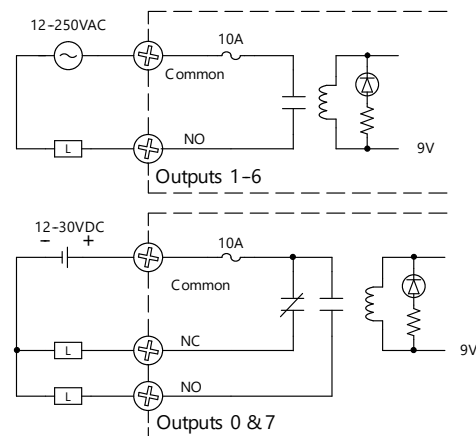 12-250VAC
10A
Common
NO
9V
L
Outputs 1-6
12-30VDC
- +
10A
Common
NC
L
9V
NO
L
Outputs 0 & 7